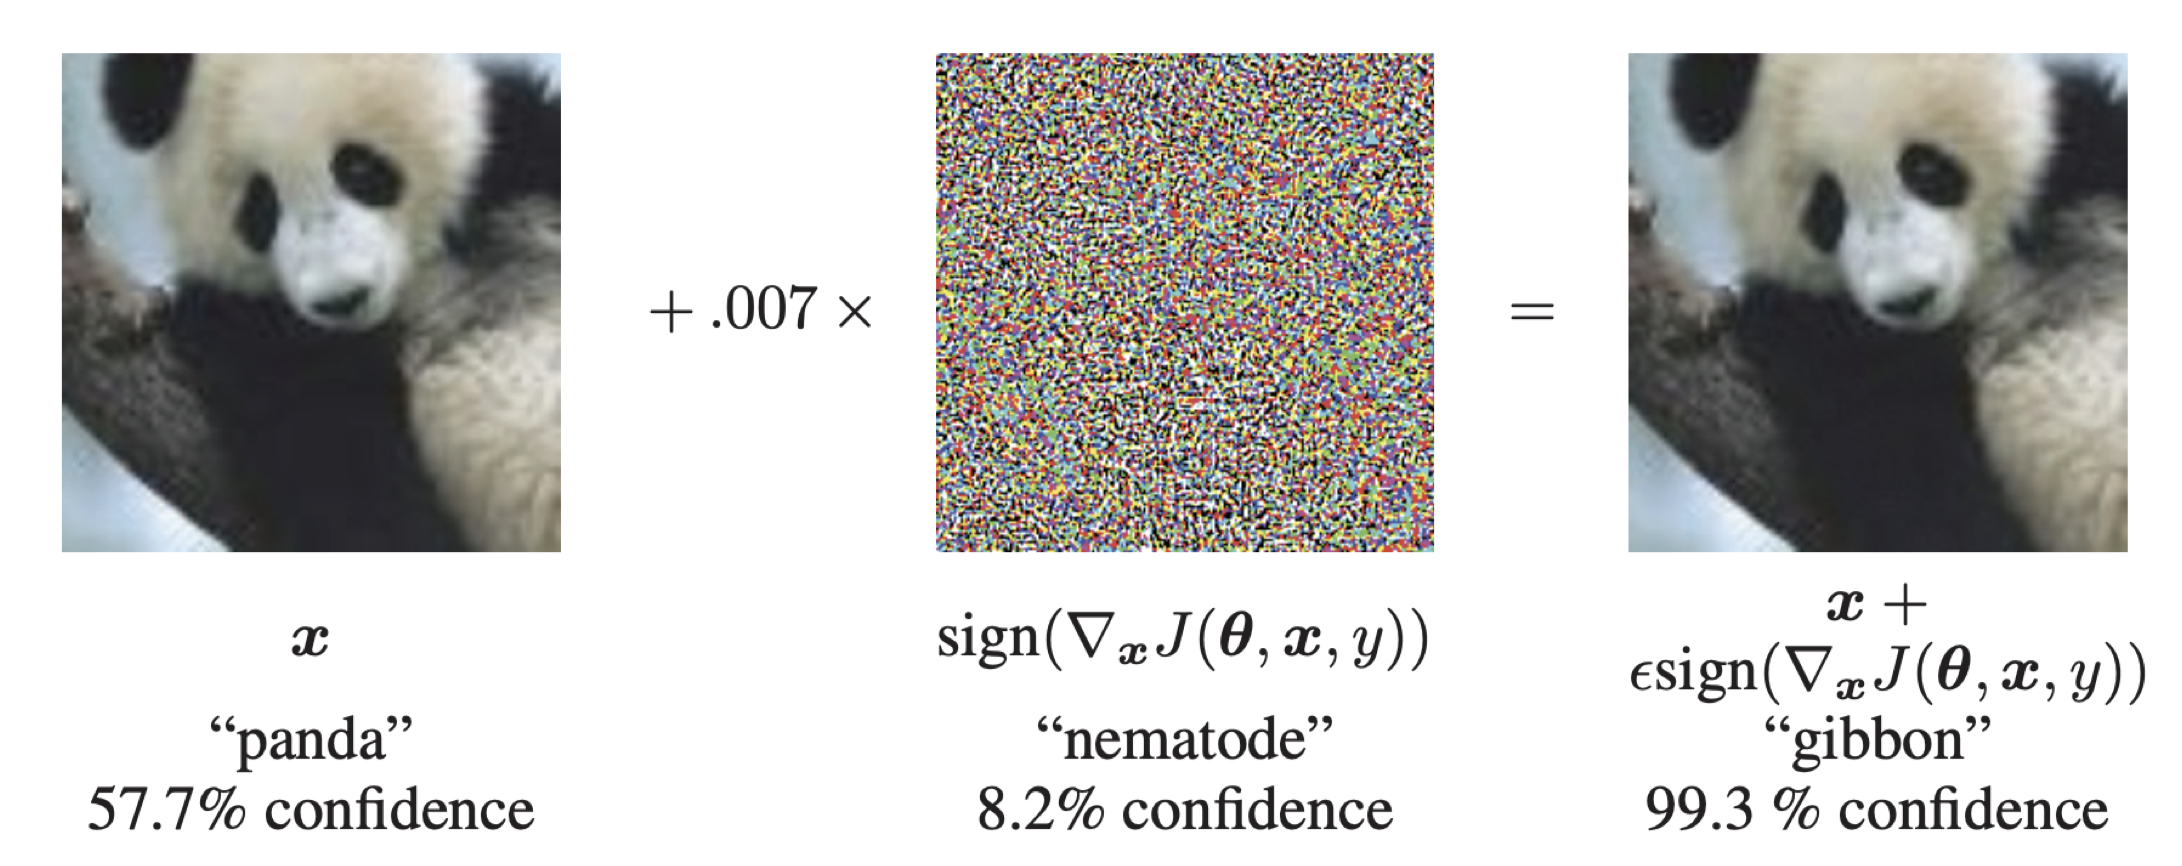 + .007 ×
=
x
sign(∇ₓJ(θ, x, y))
x +
ϵsign(∇ₓJ(θ, x, y))
“panda”
“nematode”
“gibbon”
57.7% confidence
8.2% confidence
99.3 % confidence